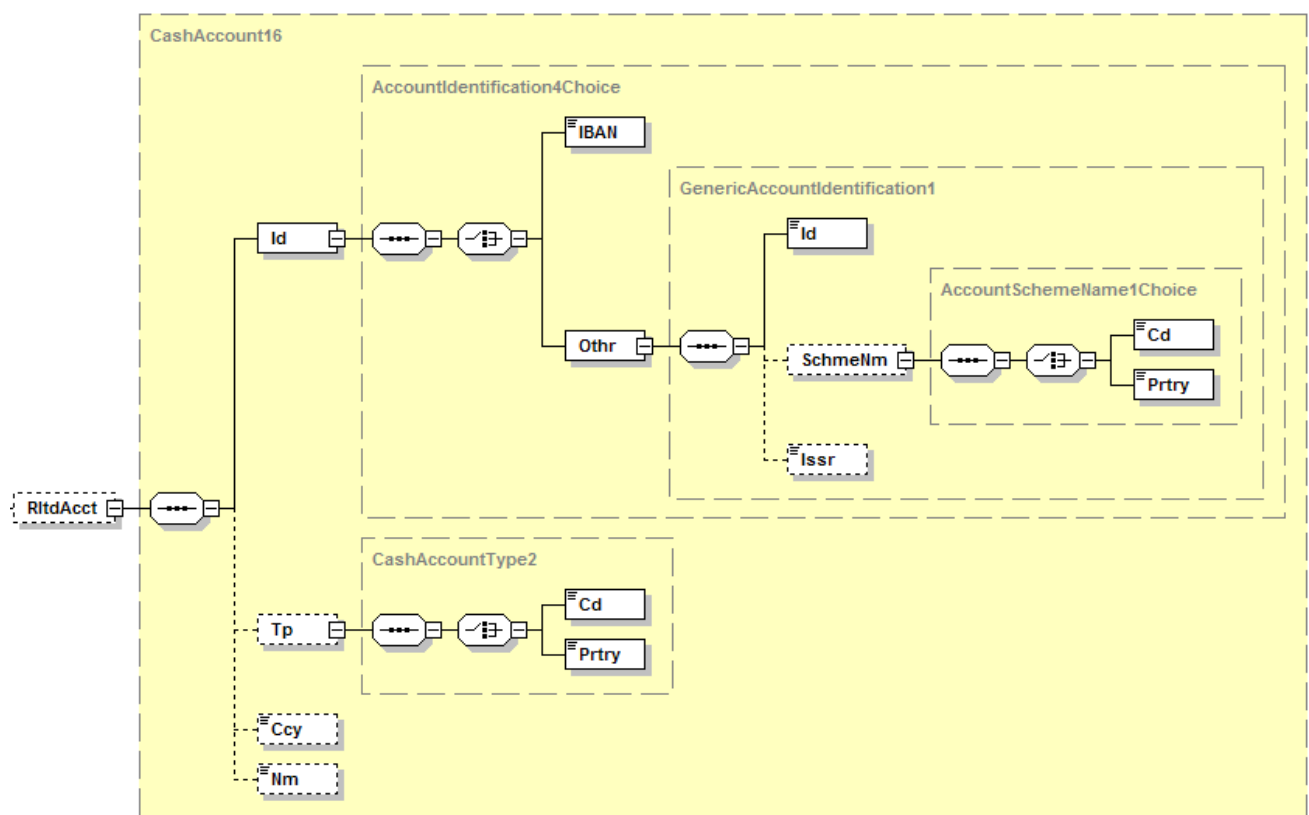 CashAccount16
AccountIdentification4Choice
IBAN
GenericAccountIdentification1
Id
Id
AccountSchemeName1Choice
Cd
Othr
SchmeNm
Prtry
Issr
RltdAcct
CashAccountType2
Cd
Tp
Prtry
Ccy
Nm